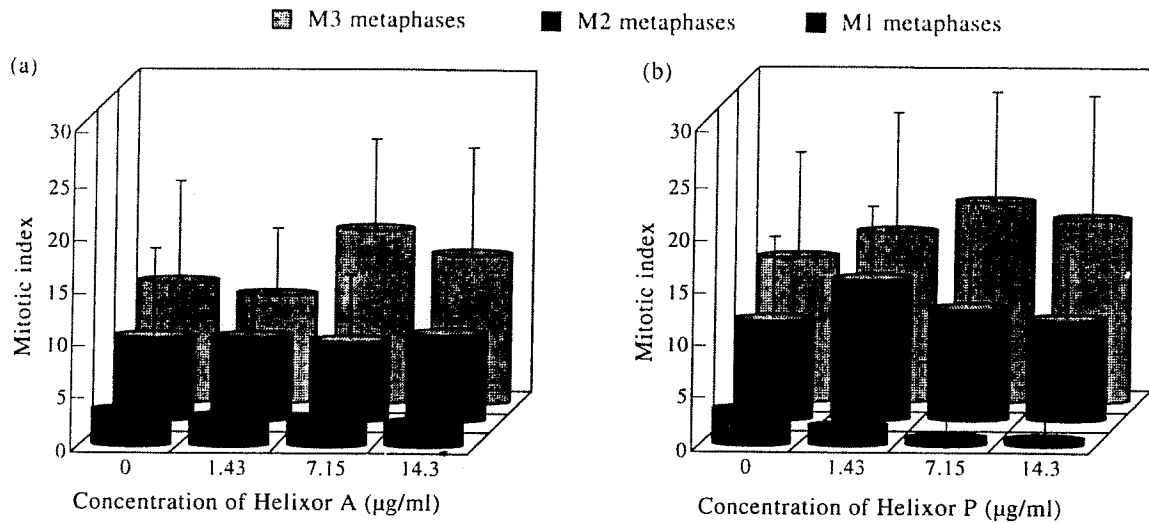 M3 metaphases M2 metaphases M1 metaphases
(a)
Mitotic index
30
25
20
15
10
5
0
0 1.43 7.15 14.3
Concentration of Helixor A (µg/ml)
(b)
Mitotic index
30
25
20
15
10
5
0
0 1.43 7.15 14.3
Concentration of Helixor P (µg/ml)